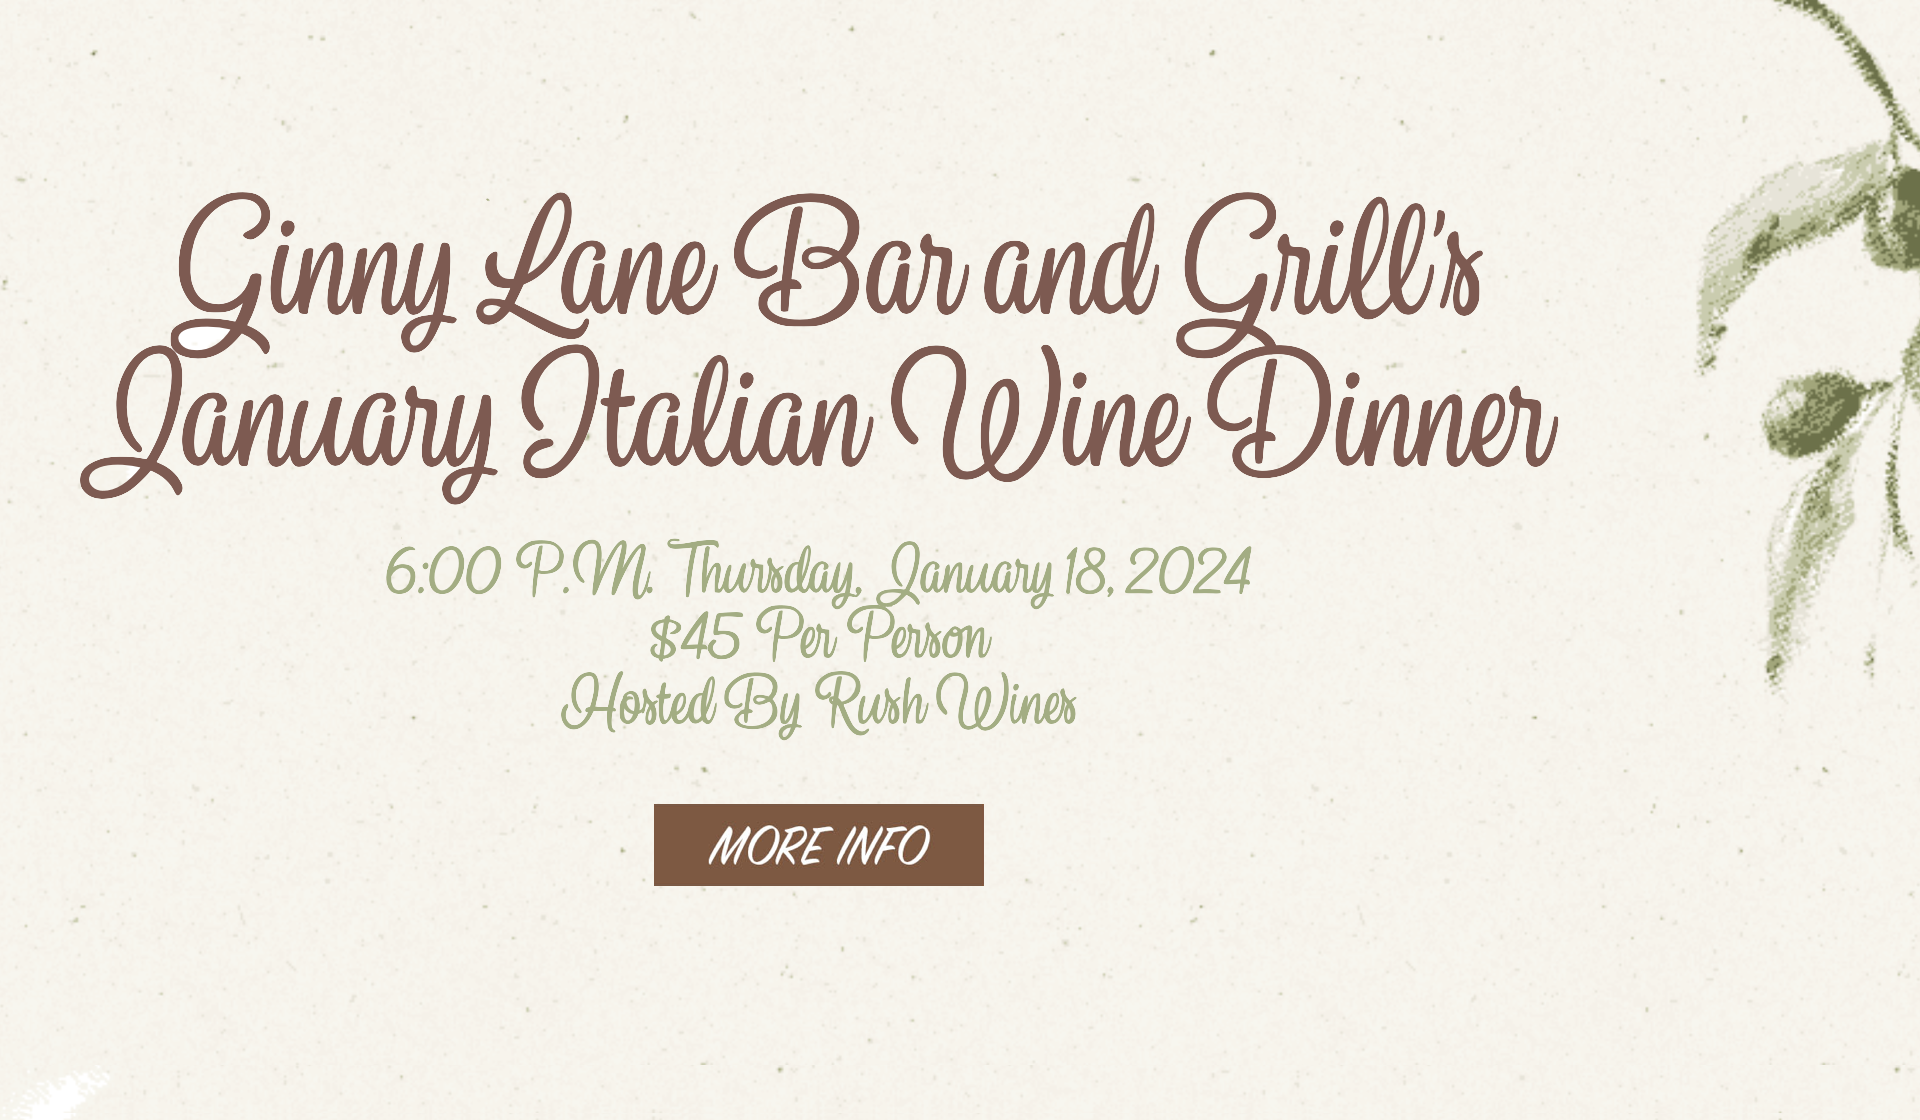 Ginny Lane Bar and Grill's
January Italian Wine Dinner
6:00 P.M. Thursday, January 18, 2024
$45 Per Person
Hosted By Rush Wines
MORE INFO